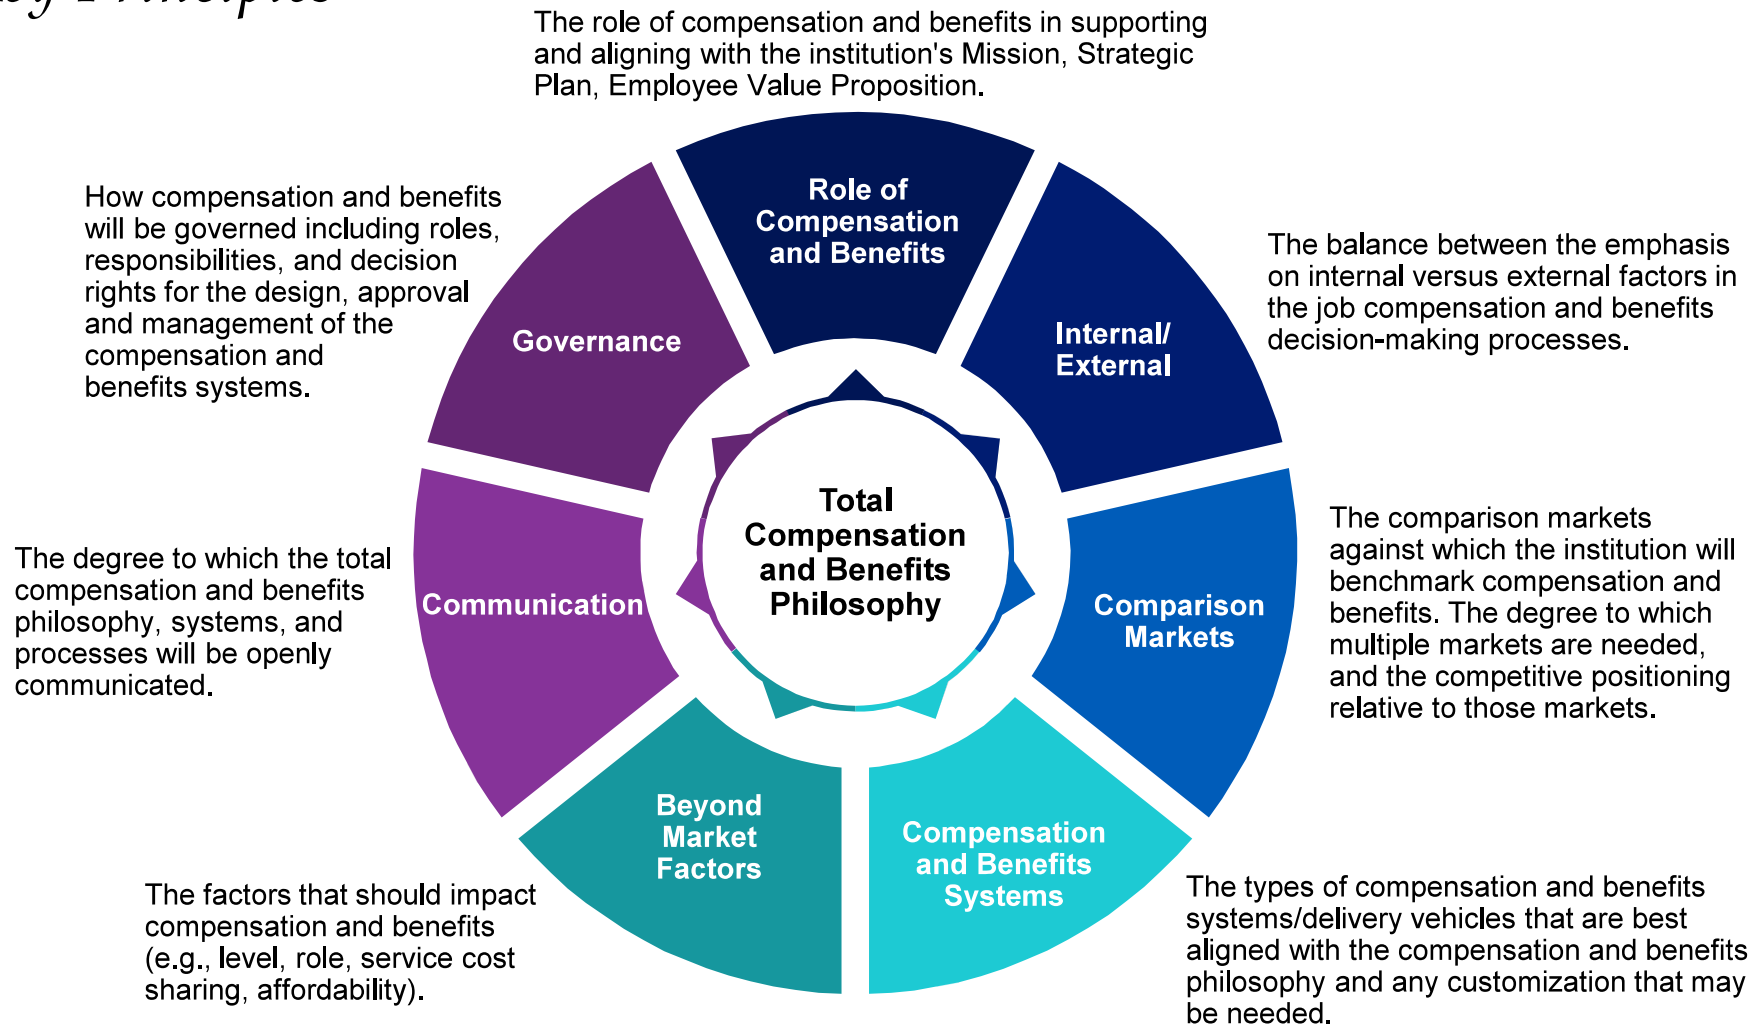 Principles
The role of compensation and benefits in supporting
and aligning with the institution's Mission, Strategic
Plan, Employee Value Proposition.
Role of
Compensation
and Benefits
Internal/
External
The balance between the emphasis
on internal versus external factors in
the job compensation and benefits
decision-making processes.
Comparison
Markets
The comparison markets
against which the institution will
benchmark compensation and
benefits. The degree to which
multiple markets are needed,
and the competitive positioning
relative to those markets.
Compensation
and Benefits
Systems
The types of compensation and benefits
systems/delivery vehicles that are best
aligned with the compensation and benefits
philosophy and any customization that may
be needed.
Beyond
Market
Factors
The factors that should impact
compensation and benefits
(e.g., level, role, service cost
sharing, affordability).
Communication
The degree to which the total
compensation and benefits
philosophy, systems, and
processes will be openly
communicated.
Governance
How compensation and benefits
will be governed including roles,
responsibilities, and decision
rights for the design, approval
and management of the
compensation and
benefits systems.
Total
Compensation
and Benefits
Philosophy